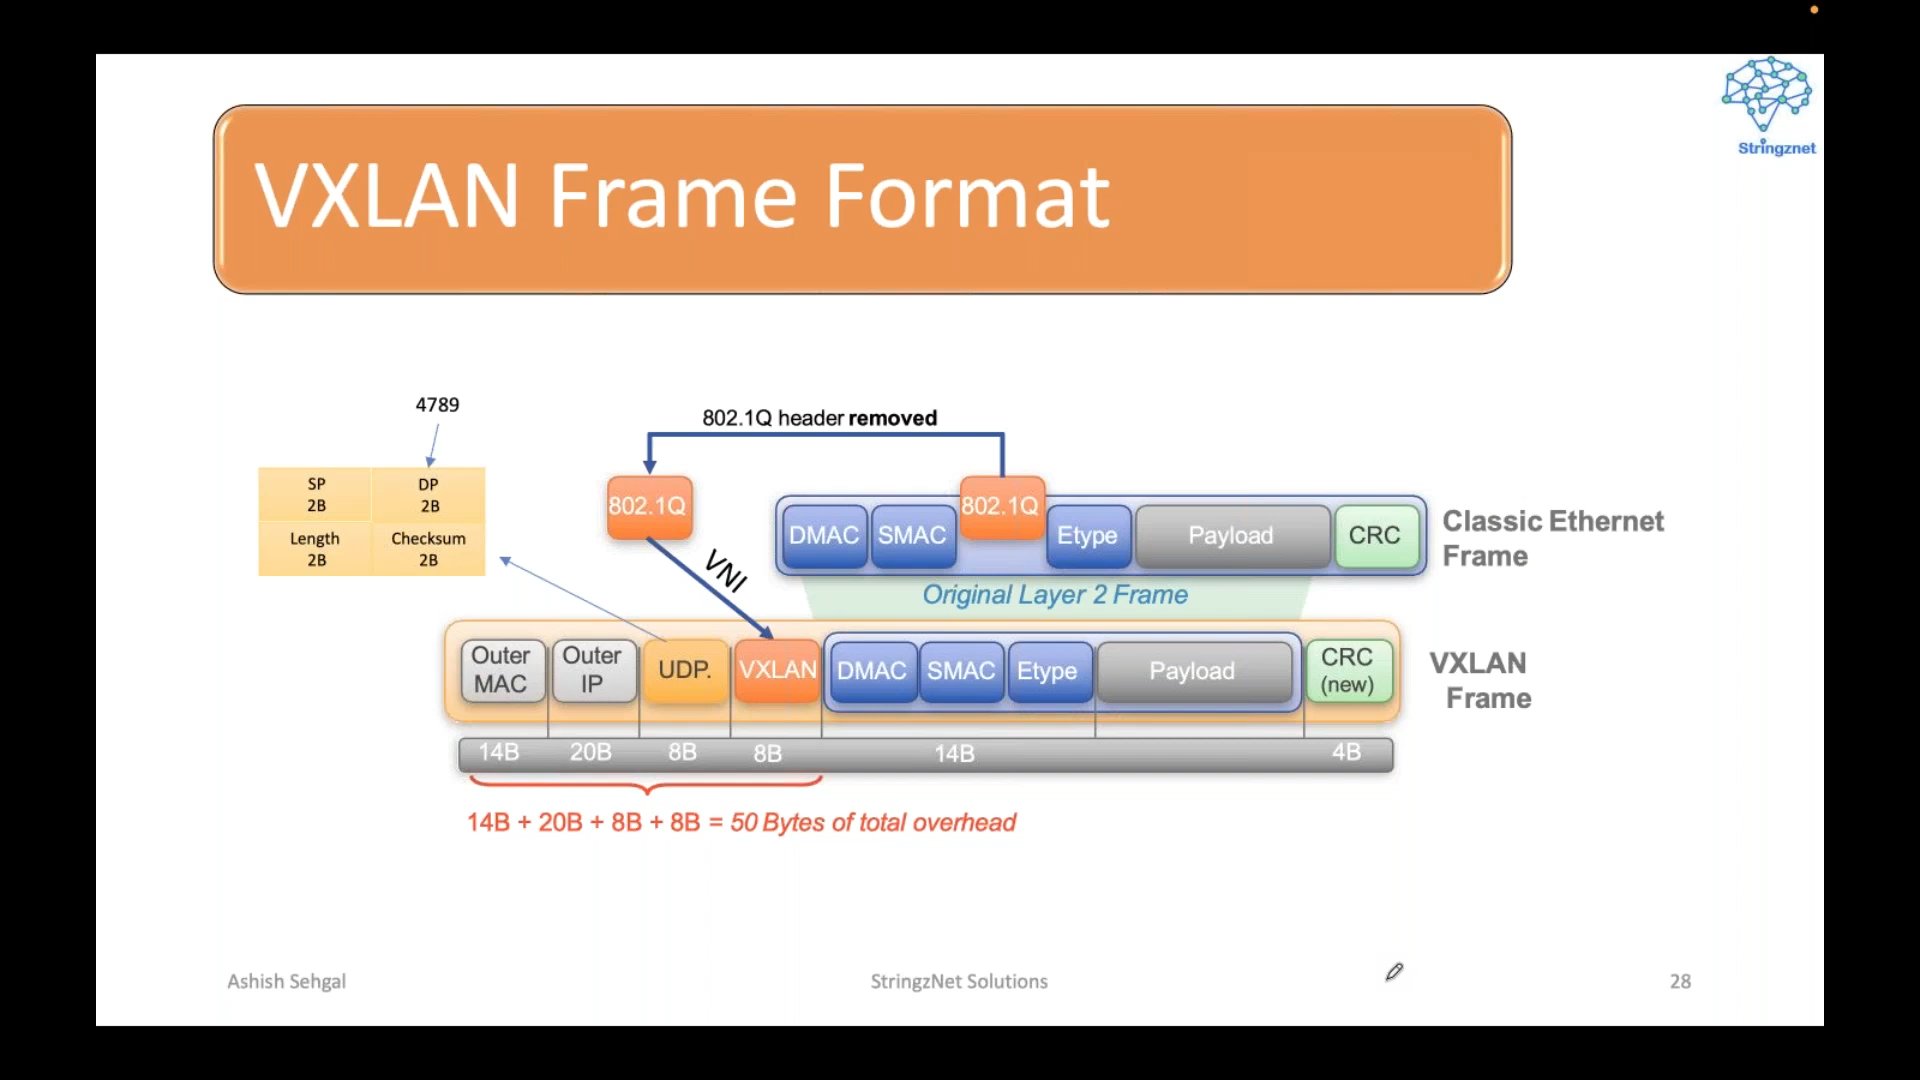 Stringznet
VXLAN Frame Format
4789
802.1Q header removed
SP
2B
DP
2B
Length
2B
Checksum
2B
802.1Q
VNI
DMAC
SMAC
802.1Q
Etype
Payload
CRC
Classic Ethernet
Frame
Original Layer 2 Frame
Outer
MAC
Outer
IP
UDP.
VXLAN
DMAC
SMAC
Etype
Payload
CRC
(new)
VXLAN
Frame
14B
20B
8B
8B
14B
4B
14B + 20B + 8B + 8B = 50 Bytes of total overhead
Ashish Sehgal
StringzNet Solutions
28